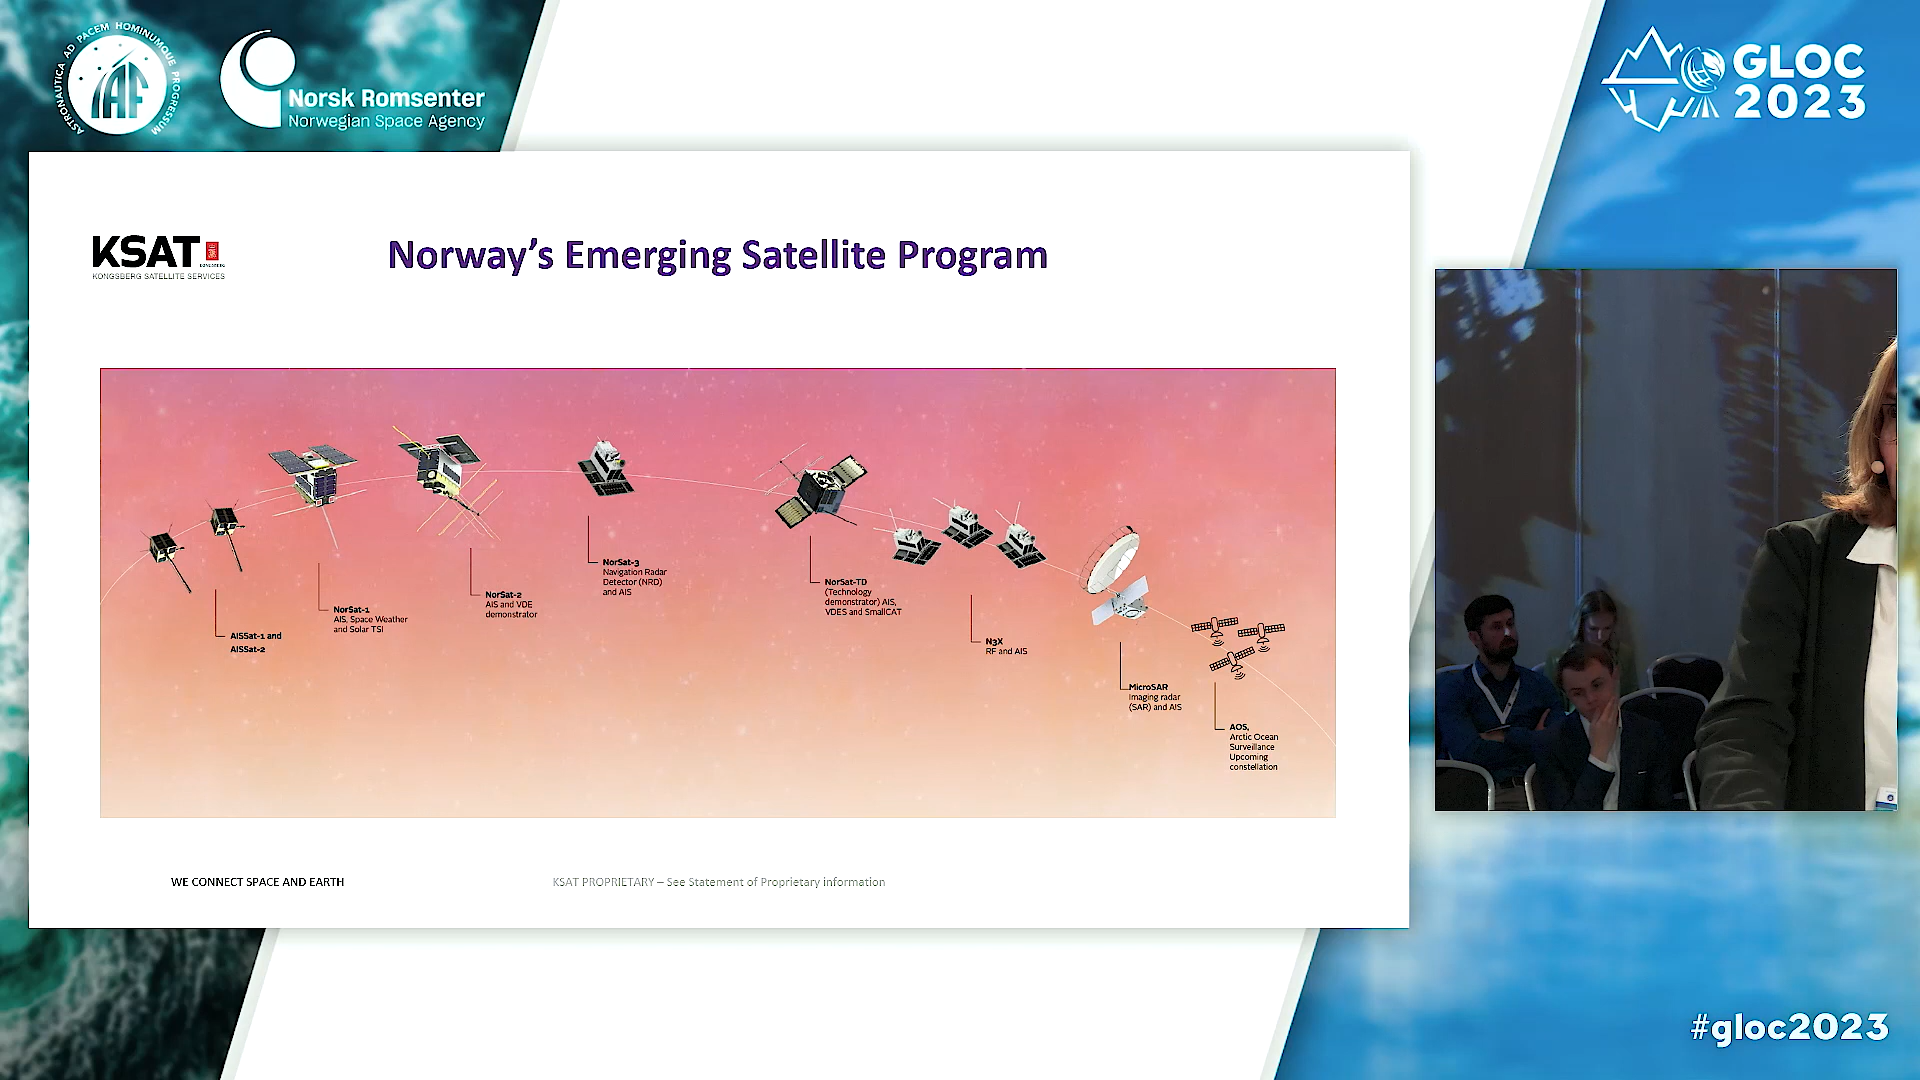 ASTRONAUTICA AD PACEM HOMINUMQUE PROGRESSUM
IAF
Norsk Romsenter
Norwegian Space Agency
GLOC
2023
KSAT
KONGSBERG
KONGSBERG SATELLITE SERVICES
Norway’s Emerging Satellite Program
AISSat-1 and
AISSat-2
NorSat-1
AIS, Space Weather
and Solar TSI
NorSat-2
AIS and VDE
demonstrator
NorSat-3
Navigation Radar
Detector (NRD)
and AIS
NorSat-TD
(Technology
demonstrator) AIS,
VDES and SmallCAT
N3X
RF and AIS
MicroSAR
Imaging radar
(SAR) and AIS
AOS,
Arctic Ocean
Surveillance
Upcoming
constellation
WE CONNECT SPACE AND EARTH
KSAT PROPRIETARY – See Statement of Proprietary information
#gloc2023